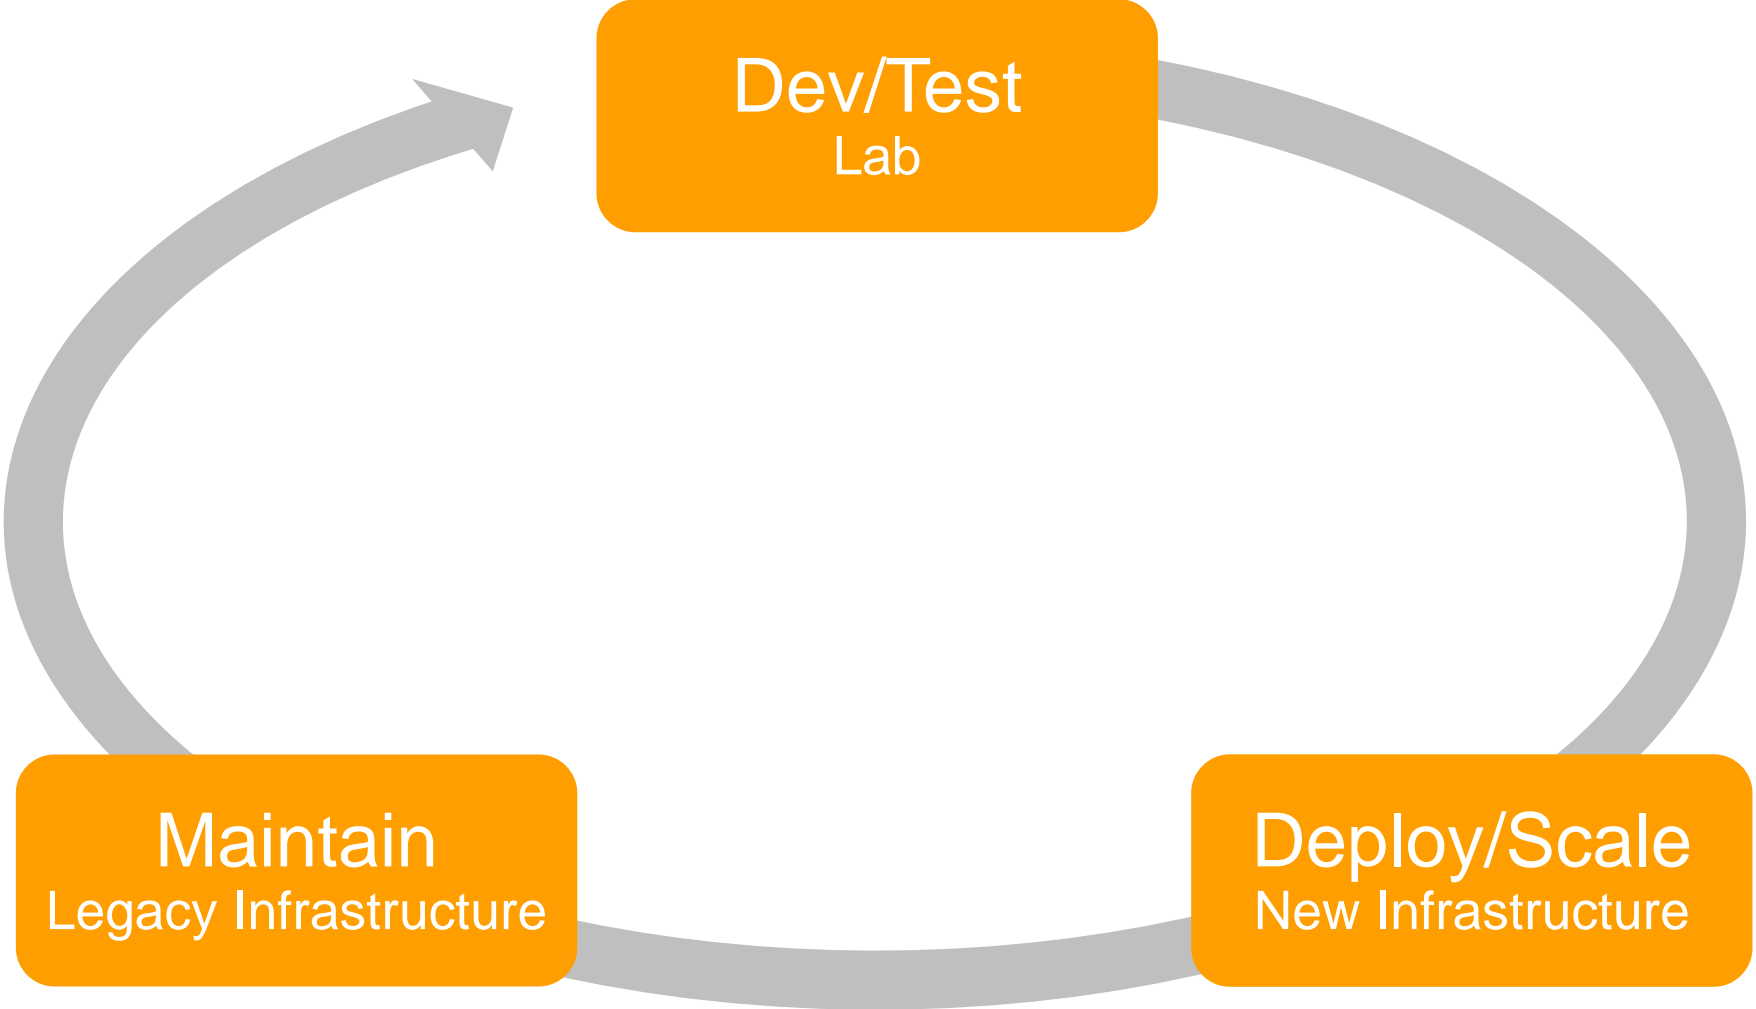 Dev/Test
Lab
Maintain
Legacy Infrastructure
Deploy/Scale
New Infrastructure